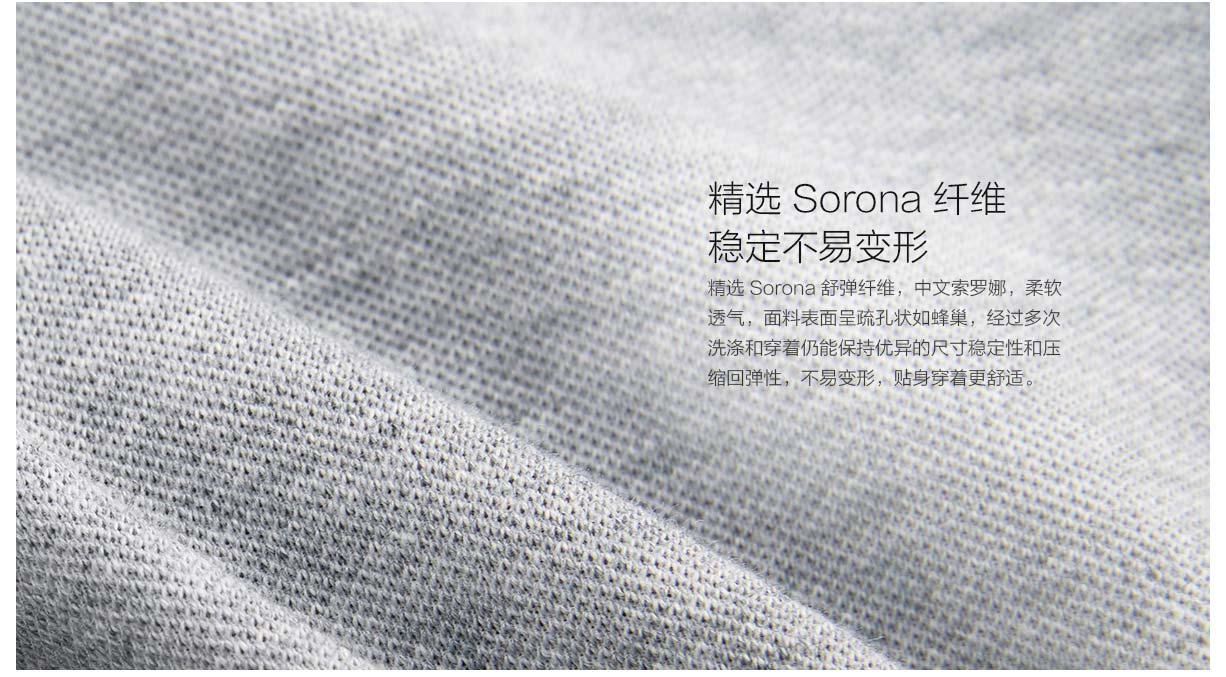 精选 Sorona 纤维
稳定不易变形
精选 Sorona 舒弹纤维，中文索罗娜，柔软
透气，面料表面呈疏孔状如蜂巢，经过多次
洗涤和穿着仍能保持优异的尺寸稳定性和压
缩回弹性，不易变形，贴身穿着更舒适。